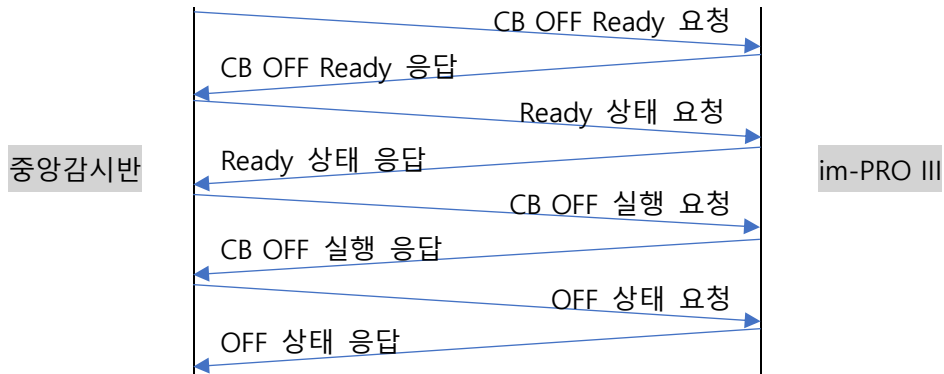 CB OFF Ready 요청
CB OFF Ready 응답
Ready 상태 요청
중앙감시반
Ready 상태 응답
im-PRO III
CB OFF 실행 요청
CB OFF 실행 응답
OFF 상태 요청
OFF 상태 응답